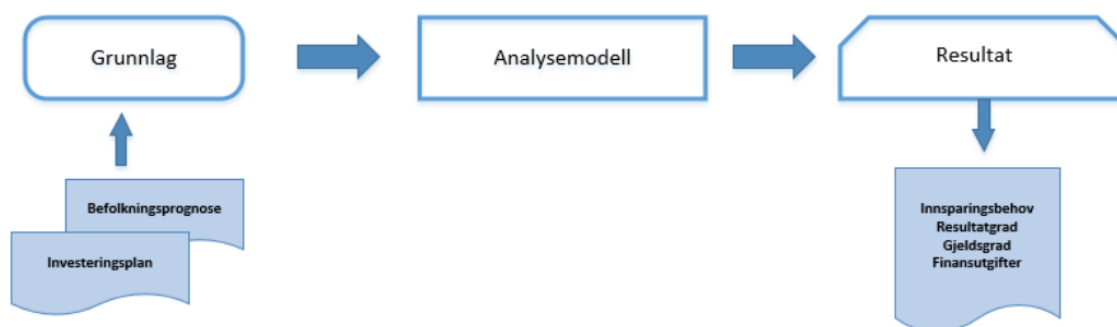 Grunnlag
Analysemodell
Resultat
Befolkningsprognose
Investeringsplan
Innsparingsbehov
Resultatgrad
Gjeldsgrad
Finansutgifter